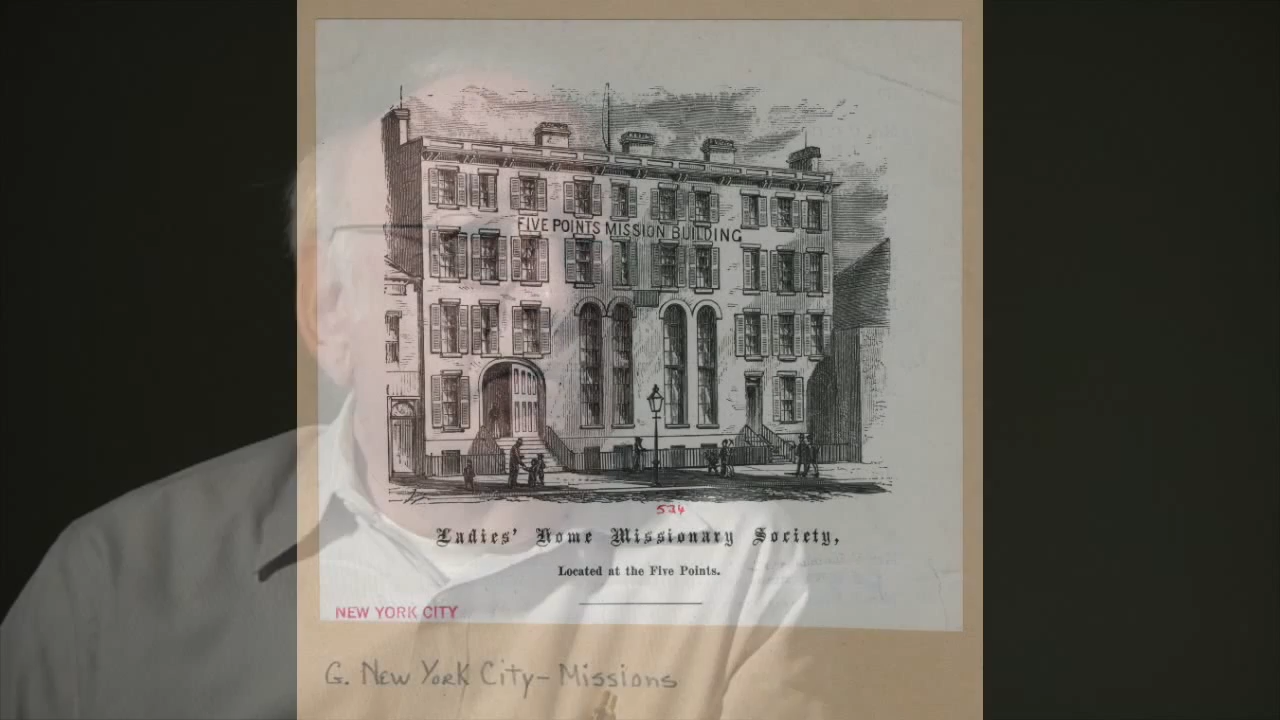 FIVE POINTS MISSION BUILDING
534
Ladies' Home Missionary Society,
Located at the Five Points.
NEW YORK CITY
G. New York City- Missions